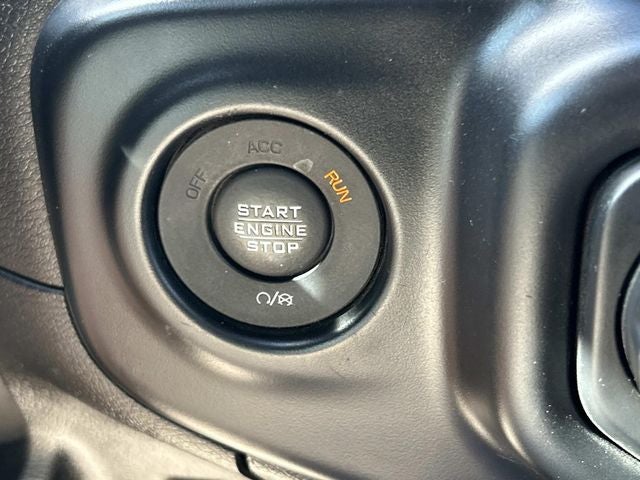 OFF
ACC
RUN
START
ENGINE
STOP